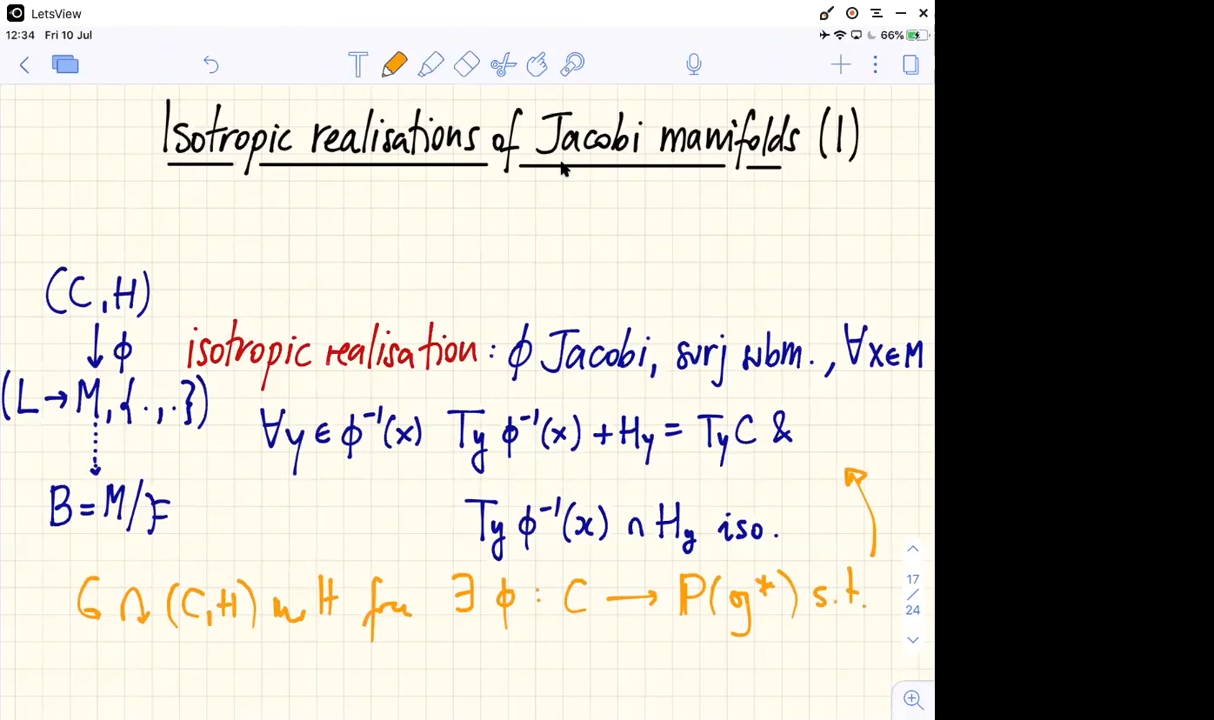 LetsView
12:34 Fri 10 Jul 66%
Isotropic realisations of Jacobi manifolds (1)
(C,H)
↓ ϕ isotropic realisation: ϕ Jacobi, surj subm., ∀x∈M
(L→M,{.,.}) ∀y∈ϕ⁻¹(x) Tyϕ⁻¹(x)+Hy=TyC &
B=M/F Tyϕ⁻¹(x)∩Hy iso.
G ↷ (C,H) ∃ ϕ: C → P(g*) s.t.
17
/
24